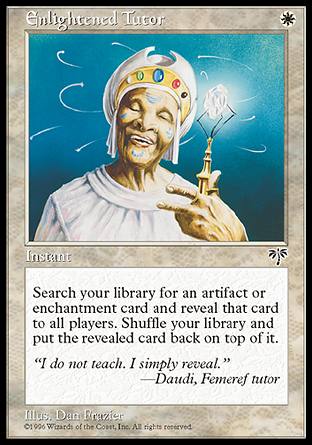 Enlightened Tutor
Instant
Search your library for an artifact or
enchantment card and reveal that card
to all players. Shuffle your library and
put the revealed card back on top of it.
“I do not teach. I simply reveal.”
—Daudi, Femeref tutor
Illus. Dan Frazier
©1996 Wizards of the Coast, Inc. All rights reserved.